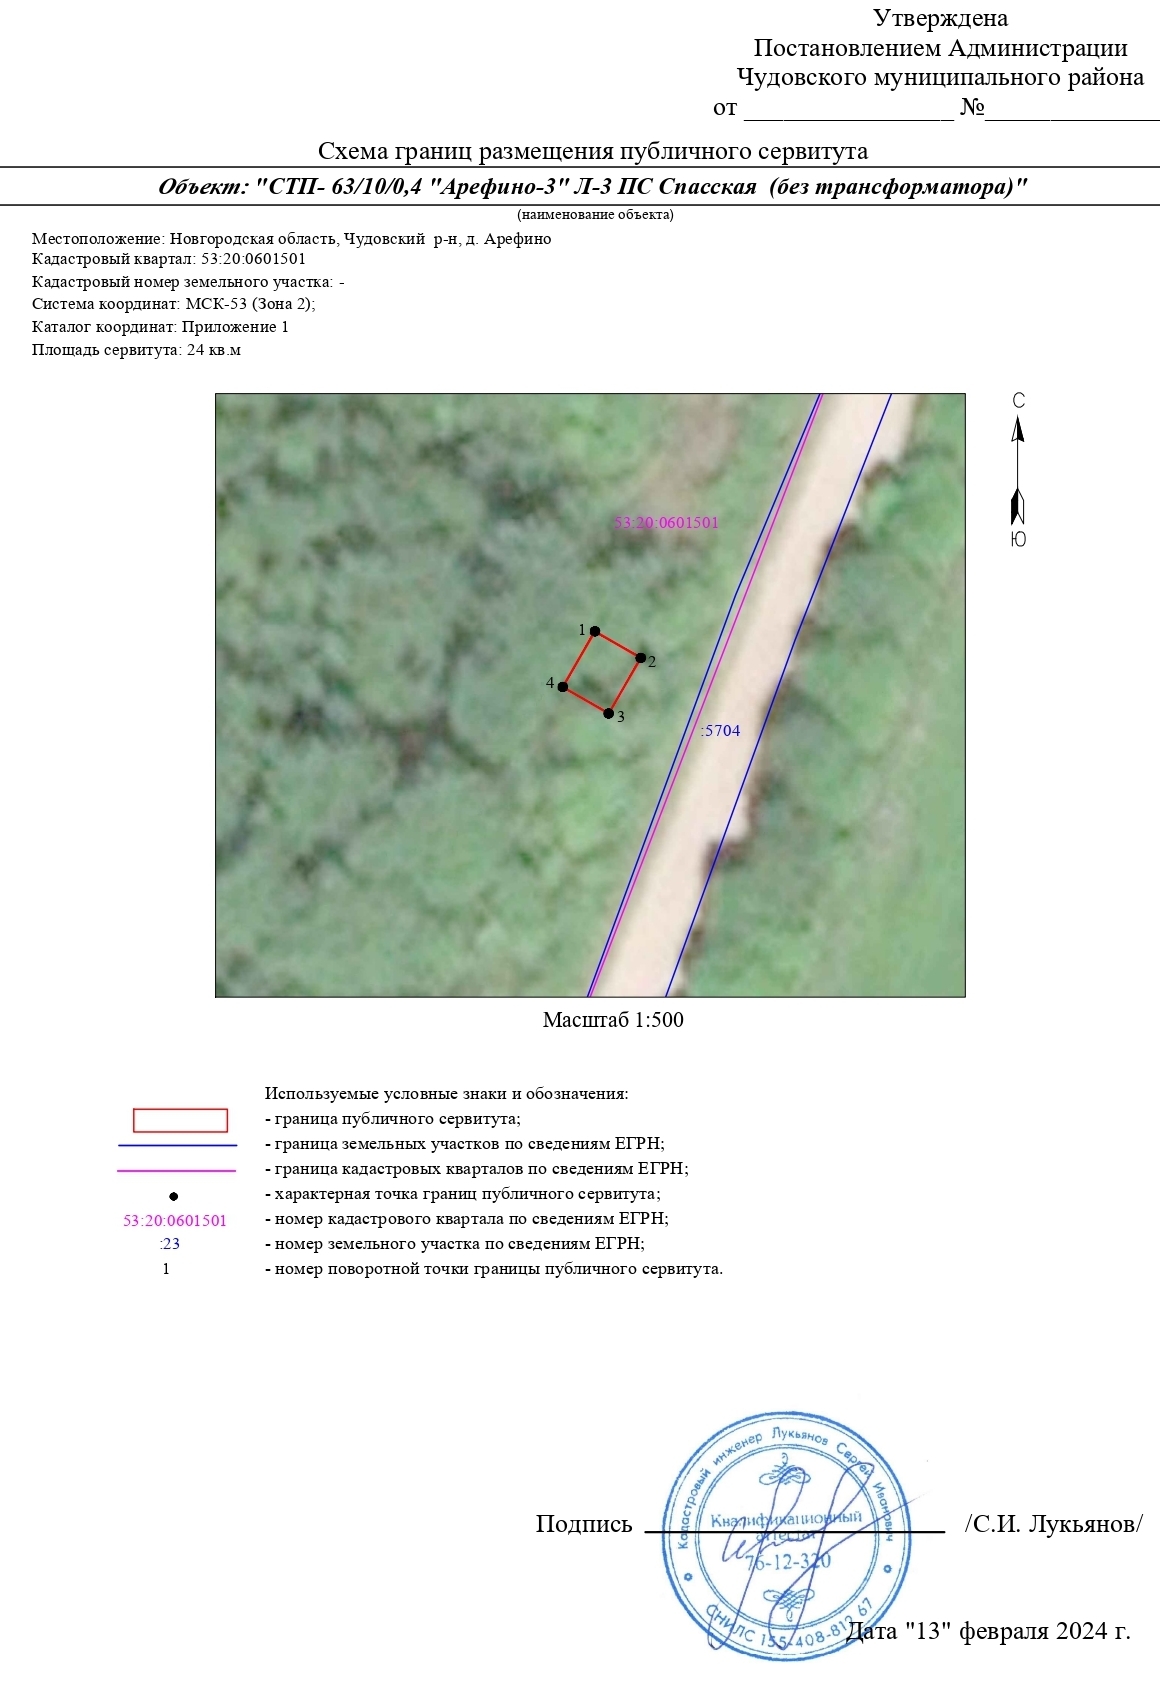 Утверждена
Постановлением Администрации
Чудовского муниципального района
от ________________ №______________
Схема границ размещения публичного сервитута
Объект: "СТП- 63/10/0,4 "Арефино-3" Л-3 ПС Спасская (без трансформатора)"
(наименование объекта)
Местоположение: Новгородская область, Чудовский р-н, д. Арефино
Кадастровый квартал: 53:20:0601501
Кадастровый номер земельного участка: -
Система координат: МСК-53 (Зона 2);
Каталог координат: Приложение 1
Площадь сервитута: 24 кв.м
С
Ю
53:20:0601501
1
2
4
3
:5704
Масштаб 1:500
Используемые условные знаки и обозначения:
- граница публичного сервитута;
- граница земельных участков по сведениям ЕГРН;
- граница кадастровых кварталов по сведениям ЕГРН;
- характерная точка границ публичного сервитута;
53:20:0601501 - номер кадастрового квартала по сведениям ЕГРН;
:23 - номер земельного участка по сведениям ЕГРН;
1 - номер поворотной точки границы публичного сервитута.
Кадастровый инженер Лукьянов Сергей Иванович
Квалификационный
аттестат
76-12-320
СНИЛС 155-408-812 67
Подпись /С.И. Лукьянов/
Дата "13" февраля 2024 г.